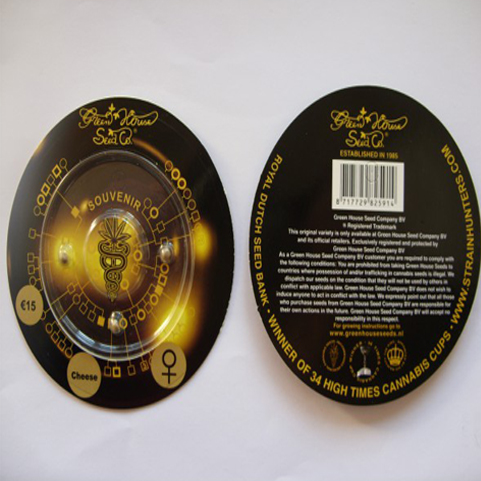 Green House
Seed Co.®
SOUVENIR
€15
Cheese
Green House
Seed Co.®
ESTABLISHED IN 1985
8 717729 825914
Green House Seed Company BV
® Registered Trademark
This original variety is only available at Green House Seed Company BV
and its official retailers. Exclusively registered and protected by
Green House Seed Company BV
As a Green House Seed Company BV customer you are required to comply with
the following conditions: You are prohibited from taking Green House Seeds to
countries where possession of and/or trafficking in cannabis seeds is illegal. We
dispatch our seeds on the condition that they will not be used by others in
conflict with applicable law. Green House Seed Company BV does not wish to
induce anyone to act in conflict with the law. We expressly point out that all those
who purchase seeds from Green House Seed Company BV are responsible for
their own actions in the future. Green House Seed Company BV will accept no
responsibility in this respect.
For growing instructions go to
www.greenhouseseeds.nl
ROYAL DUTCH SEED BANK - WINNER OF 34 HIGH TIMES CANNABIS CUPS - WWW.STRAINHUNTERS.COM